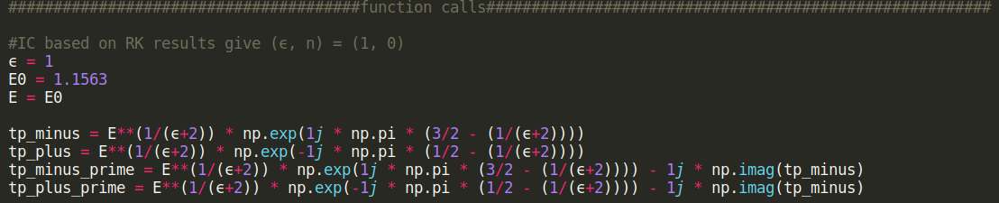 #######################################function calls########################################################
#IC based on RK results give (ϵ, n) = (1, 0)
ϵ = 1
E0 = 1.1563
E = E0
tp_minus = E**(1/(ϵ+2)) * np.exp(1j * np.pi * (3/2 - (1/(ϵ+2))))
tp_plus = E**(1/(ϵ+2)) * np.exp(-1j * np.pi * (1/2 - (1/(ϵ+2))))
tp_minus_prime = E**(1/(ϵ+2)) * np.exp(1j * np.pi * (3/2 - (1/(ϵ+2)))) - 1j * np.imag(tp_minus)
tp_plus_prime = E**(1/(ϵ+2)) * np.exp(-1j * np.pi * (1/2 - (1/(ϵ+2)))) - 1j * np.imag(tp_minus)